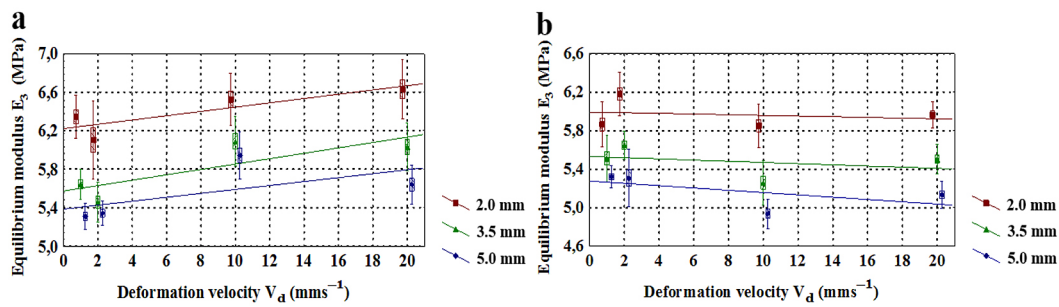 a
Equilibrium modulus E₃ (MPa)
7,0
6,6
6,2
5,8
5,4
5,0
0 2 4 6 8 10 12 14 16 18 20
Deformation velocity V_d (mms⁻¹)
2.0 mm
3.5 mm
5.0 mm
b
Equilibrium modulus E₃ (MPa)
6,6
6,2
5,8
5,4
5,0
4,6
0 2 4 6 8 10 12 14 16 18 20
Deformation velocity V_d (mms⁻¹)
2.0 mm
3.5 mm
5.0 mm